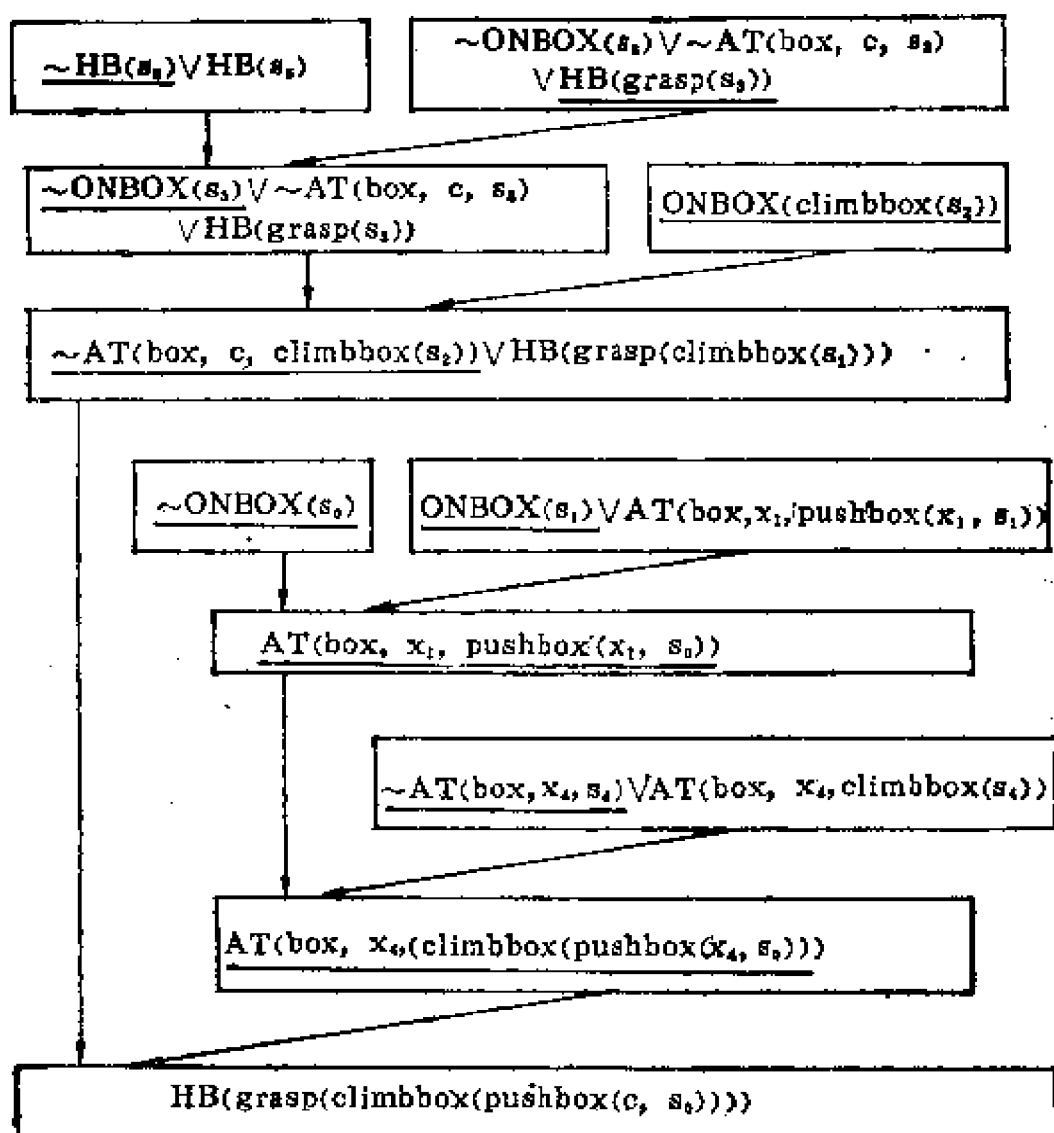 ~HB(s₅)∨HB(s₅)
~ONBOX(s₃)∨~AT(box, c, s₃)
∨HB(grasp(s₃))
~ONBOX(s₃)∨~AT(box, c, s₃)
∨HB(grasp(s₃))
ONBOX(climbbox(s₂))
~AT(box, c, climbbox(s₂))∨HB(grasp(climbbox(s₂)))
~ONBOX(s₀)
ONBOX(s₁)∨AT(box,x₁,pushbox(x₁, s₁))
AT(box, x₁, pushbox(x₁, s₀))
~AT(box,x₄,s₄)∨AT(box, x₄,climbbox(s₄))
AT(box, x₄,(climbbox(pushbox(x₄, s₀)))
HB(grasp(climbbox(pushbox(c, s₀))))